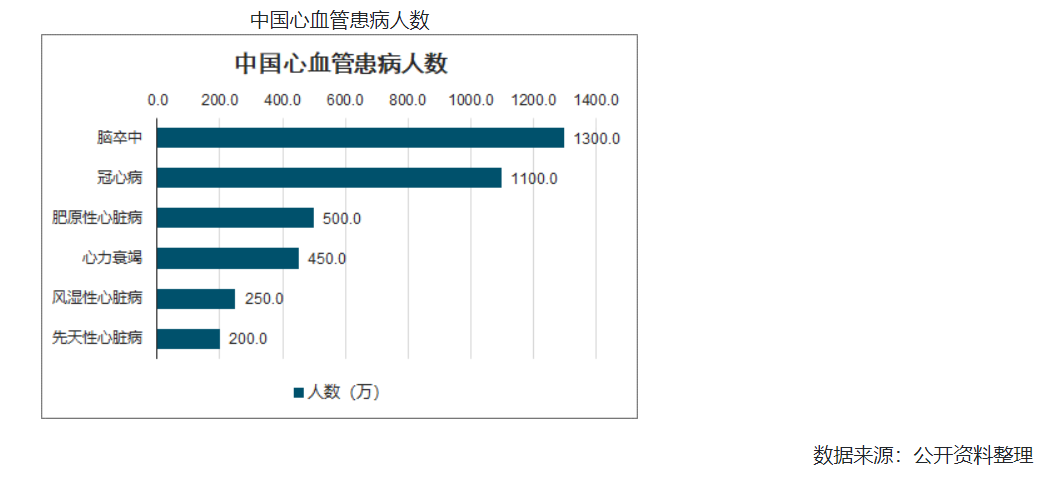 中国心血管患病人数
中国心血管患病人数
0.0 200.0 400.0 600.0 800.0 1000.0 1200.0 1400.0
脑卒中 1300.0
冠心病 1100.0
肥原性心脏病 500.0
心力衰竭 450.0
风湿性心脏病 250.0
先天性心脏病 200.0
人数（万）
数据来源：公开资料整理